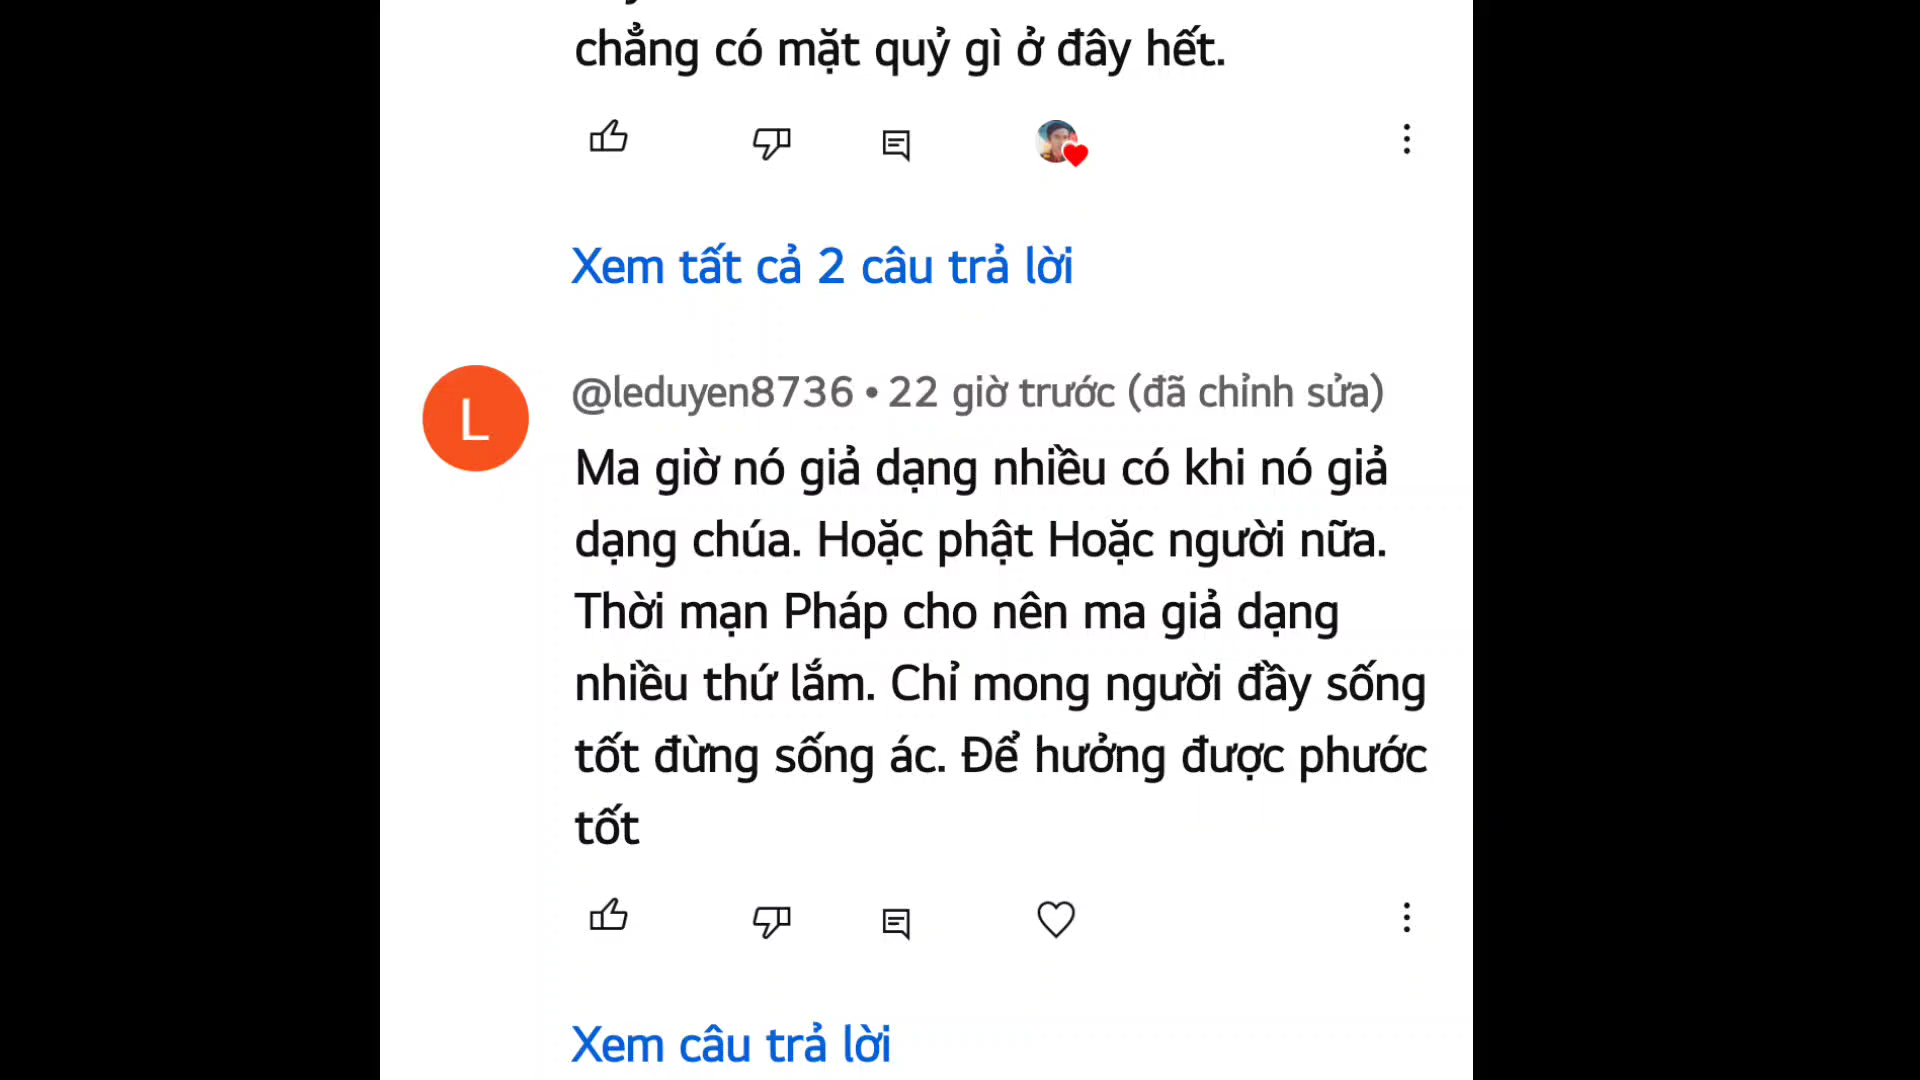 chẳng có mặt quỷ gì ở đây hết.
Xem tất cả 2 câu trả lời
L
@leduyen8736 • 22 giờ trước (đã chỉnh sửa)
Ma giờ nó giả dạng nhiều có khi nó giả
dạng chúa. Hoặc phật Hoặc người nữa.
Thời mạn Pháp cho nên ma giả dạng
nhiều thứ lắm. Chỉ mong người đầy sống
tốt đừng sống ác. Để hưởng được phước
tốt
Xem câu trả lời